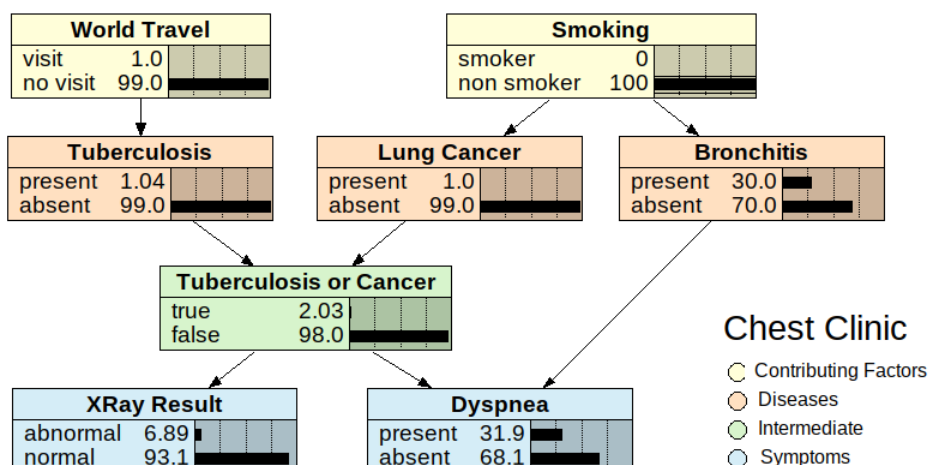 World Travel
visit 1.0
no visit 99.0
Smoking
smoker 0
non smoker 100
Tuberculosis
present 1.04
absent 99.0
Lung Cancer
present 1.0
absent 99.0
Bronchitis
present 30.0
absent 70.0
Tuberculosis or Cancer
true 2.03
false 98.0
XRay Result
abnormal 6.89
normal 93.1
Dyspnea
present 31.9
absent 68.1
Chest Clinic
Contributing Factors
Diseases
Intermediate
Symptoms